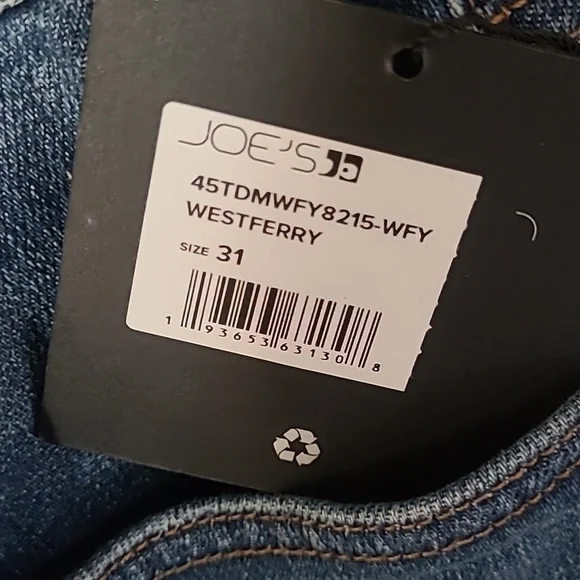 JOE'S
45TDMWFY8215-WFY
WESTFERRY
SIZE 31
1 93653 63130 8